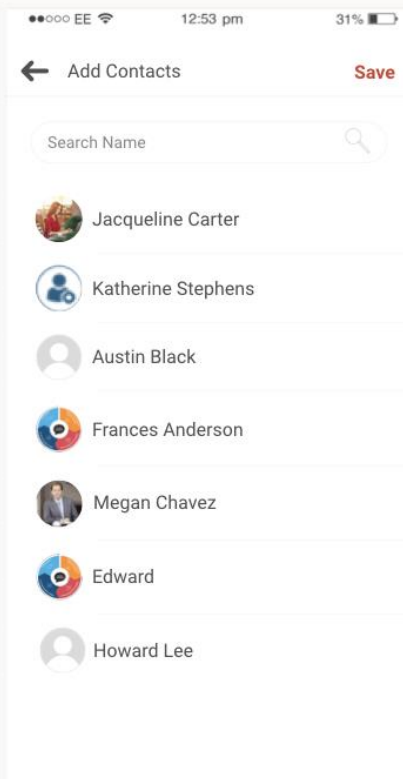 EE 12:53 pm 31%
Add Contacts Save
Search Name
Jacqueline Carter
Katherine Stephens
Austin Black
Frances Anderson
Megan Chavez
Edward
Howard Lee